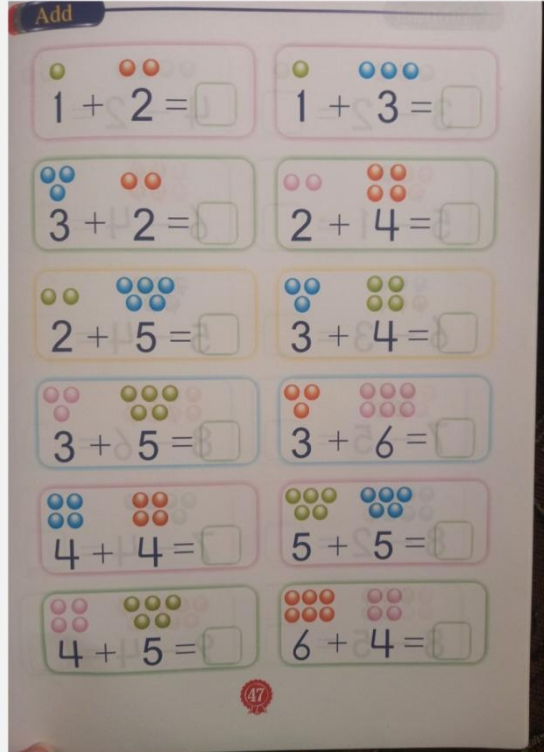 Add
1 + 2 =
1 + 3 =
3 + 2 =
2 + 4 =
2 + 5 =
3 + 4 =
3 + 5 =
3 + 6 =
4 + 4 =
5 + 5 =
4 + 5 =
6 + 4 =
47